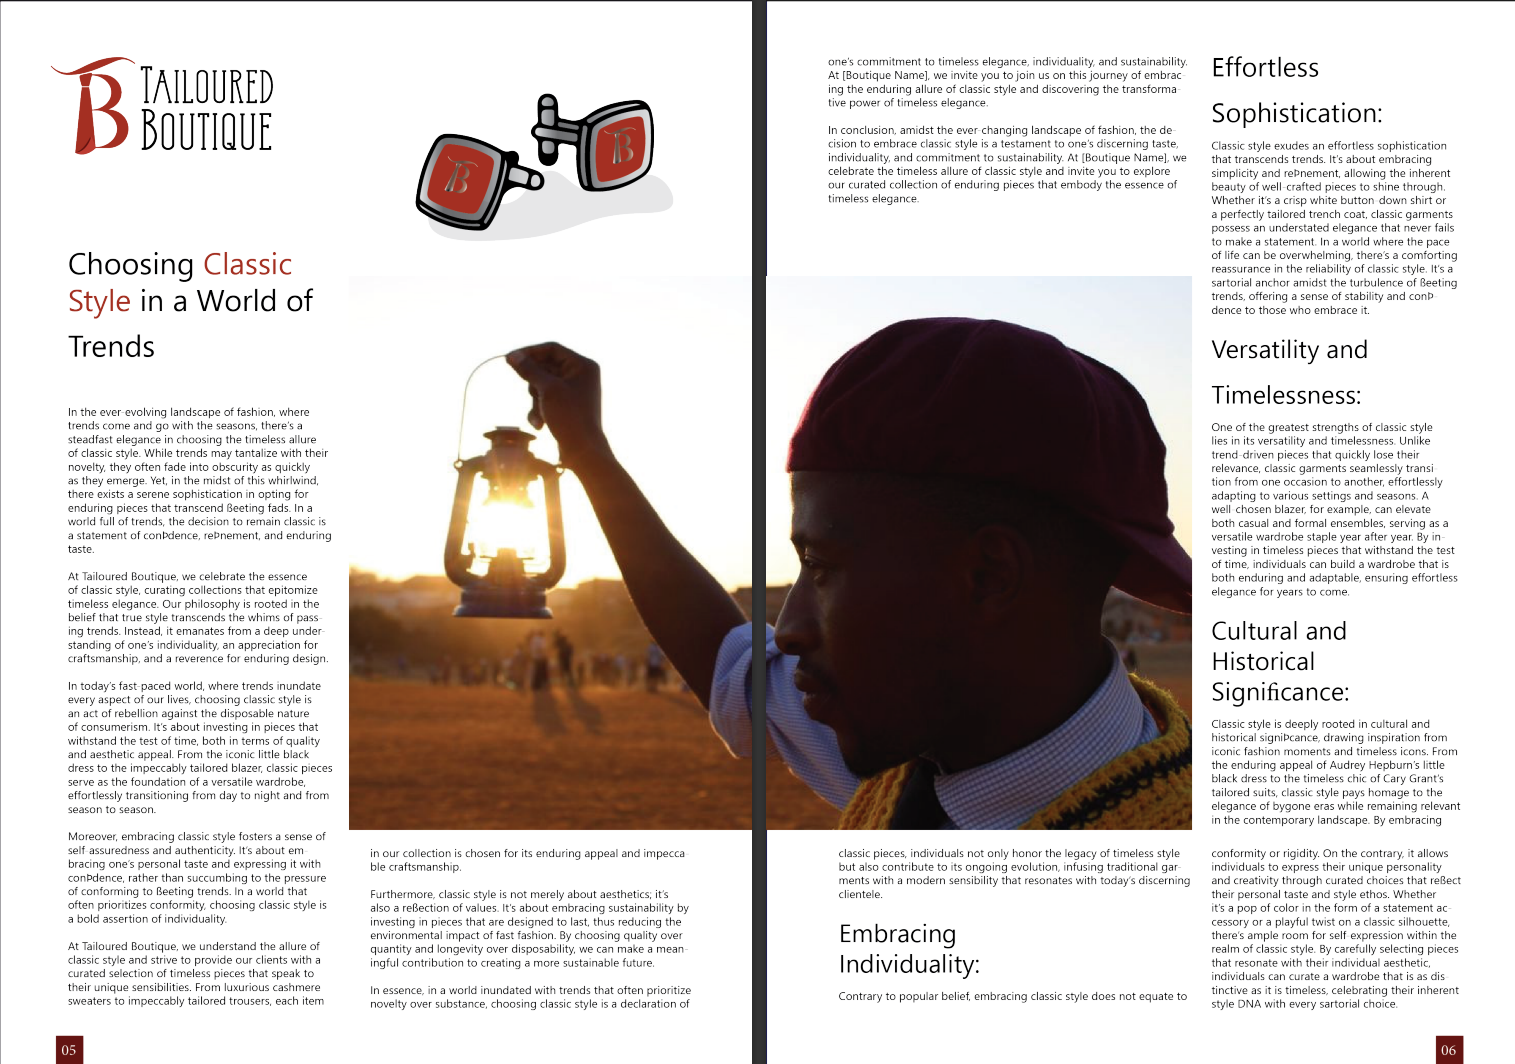 TAILOURED
BOUTIQUE
Choosing Classic
Style in a World of
Trends
In the ever-evolving landscape of fashion, where
trends come and go with the seasons, there's a
steadfast elegance in choosing the timeless allure
of classic style. While trends may tantalize with their
novelty, they often fade into obscurity as quickly
as they emerge. Yet, in the midst of this whirlwind,
there exists a serene sophistication in opting for
enduring pieces that transcend ßeeting fads. In a
world full of trends, the decision to remain classic is
a statement of conÞdence, reÞnement, and enduring
taste.
At Tailoured Boutique, we celebrate the essence
of classic style, curating collections that epitomize
timeless elegance. Our philosophy is rooted in the
belief that true style transcends the whims of pass-
ing trends. Instead, it emanates from a deep under-
standing of one's individuality, an appreciation for
craftsmanship, and a reverence for enduring design.
In today's fast-paced world, where trends inundate
every aspect of our lives, choosing classic style is
an act of rebellion against the disposable nature
of consumerism. It's about investing in pieces that
withstand the test of time, both in terms of quality
and aesthetic appeal. From the iconic little black
dress to the impeccably tailored blazer, classic pieces
serve as the foundation of a versatile wardrobe,
effortlessly transitioning from day to night and from
season to season.
Moreover, embracing classic style fosters a sense of
self-assuredness and authenticity. It's about em-
bracing one's personal taste and expressing it with
conÞdence, rather than succumbing to the pressure
of conforming to ßeeting trends. In a world that
often prioritizes conformity, choosing classic style is
a bold assertion of individuality.
At Tailoured Boutique, we understand the allure of
classic style and strive to provide our clients with a
curated selection of timeless pieces that speak to
their unique sensibilities. From luxurious cashmere
sweaters to impeccably tailored trousers, each item
in our collection is chosen for its enduring appeal and impecca-
ble craftsmanship.
Furthermore, classic style is not merely about aesthetics; it's
also a reßection of values. It's about embracing sustainability by
investing in pieces that are designed to last, thus reducing the
environmental impact of fast fashion. By choosing quality over
quantity and longevity over disposability, we can make a mean-
ingful contribution to creating a more sustainable future.
In essence, in a world inundated with trends that often prioritize
novelty over substance, choosing classic style is a declaration of
05
one's commitment to timeless elegance, individuality, and sustainability.
At [Boutique Name], we invite you to join us on this journey of embrac-
ing the enduring allure of classic style and discovering the transforma-
tive power of timeless elegance.
In conclusion, amidst the ever-changing landscape of fashion, the de-
cision to embrace classic style is a testament to one's discerning taste,
individuality, and commitment to sustainability. At [Boutique Name], we
celebrate the timeless allure of classic style and invite you to explore
our curated collection of enduring pieces that embody the essence of
timeless elegance.
Effortless
Sophistication:
Classic style exudes an effortless sophistication
that transcends trends. It's about embracing
simplicity and reÞnement, allowing the inherent
beauty of well-crafted pieces to shine through.
Whether it's a crisp white button-down shirt or
a perfectly tailored trench coat, classic garments
possess an understated elegance that never fails
to make a statement. In a world where the pace
of life can be overwhelming, there's a comforting
reassurance in the reliability of classic style. It's a
sartorial anchor amidst the turbulence of ßeeting
trends, offering a sense of stability and conÞ-
dence to those who embrace it.
Versatility and
Timelessness:
One of the greatest strengths of classic style
lies in its versatility and timelessness. Unlike
trend-driven pieces that quickly lose their
relevance, classic garments seamlessly transi-
tion from one occasion to another, effortlessly
adapting to various settings and seasons. A
well-chosen blazer, for example, can elevate
both casual and formal ensembles, serving as a
versatile wardrobe staple year after year. By in-
vesting in timeless pieces that withstand the test
of time, individuals can build a wardrobe that is
both enduring and adaptable, ensuring effortless
elegance for years to come.
Cultural and
Historical
Significance:
Classic style is deeply rooted in cultural and
historical signiÞcance, drawing inspiration from
iconic fashion moments and timeless icons. From
the enduring appeal of Audrey Hepburn's little
black dress to the timeless chic of Cary Grant's
tailored suits, classic style pays homage to the
elegance of bygone eras while remaining relevant
in the contemporary landscape. By embracing
classic pieces, individuals not only honor the legacy of timeless style
but also contribute to its ongoing evolution, infusing traditional gar-
ments with a modern sensibility that resonates with today's discerning
clientele.
Embracing
Individuality:
Contrary to popular belief, embracing classic style does not equate to
conformity or rigidity. On the contrary, it allows
individuals to express their unique personality
and creativity through curated choices that reßect
their personal taste and style ethos. Whether
it's a pop of color in the form of a statement ac-
cessory or a playful twist on a classic silhouette,
there's ample room for self-expression within the
realm of classic style. By carefully selecting pieces
that resonate with their individual aesthetic,
individuals can curate a wardrobe that is as dis-
tinctive as it is timeless, celebrating their inherent
style DNA with every sartorial choice.
06